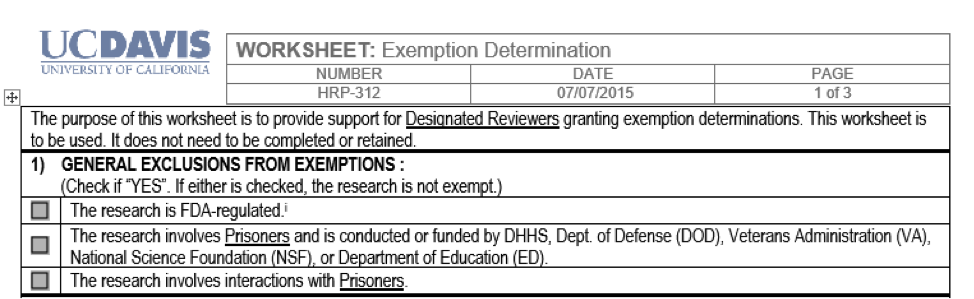 UCDAVIS
UNIVERSITY OF CALIFORNIA
WORKSHEET: Exemption Determination
NUMBER DATE PAGE
HRP-312 07/07/2015 1 of 3
The purpose of this worksheet is to provide support for Designated Reviewers granting exemption determinations. This worksheet is
to be used. It does not need to be completed or retained.
1) GENERAL EXCLUSIONS FROM EXEMPTIONS :
(Check if “YES”. If either is checked, the research is not exempt.)
The research is FDA-regulated.i
The research involves Prisoners and is conducted or funded by DHHS, Dept. of Defense (DOD), Veterans Administration (VA),
National Science Foundation (NSF), or Department of Education (ED).
The research involves interactions with Prisoners.